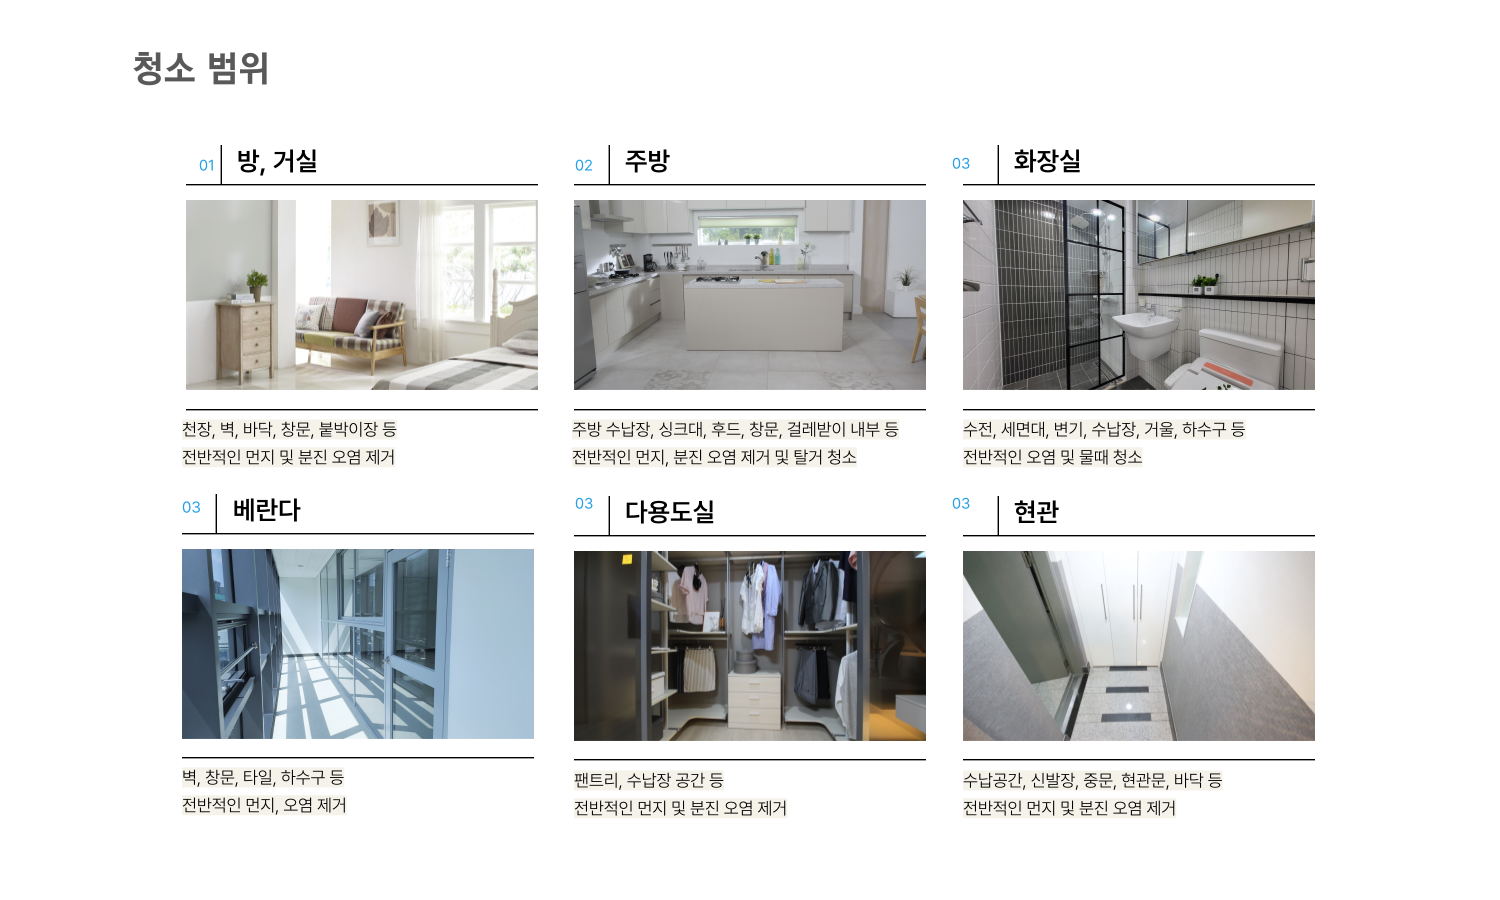 청소 범위
01 방, 거실
02 주방
03 화장실
천장, 벽, 바닥, 창문, 붙박이장 등
전반적인 먼지 및 분진 오염 제거
주방 수납장, 싱크대, 후드, 창문, 걸레받이 내부 등
전반적인 먼지, 분진 오염 제거 및 탈거 청소
수전, 세면대, 변기, 수납장, 거울, 하수구 등
전반적인 오염 및 물때 청소
03 베란다
03 다용도실
03 현관
벽, 창문, 타일, 하수구 등
전반적인 먼지, 오염 제거
팬트리, 수납장 공간 등
전반적인 먼지 및 분진 오염 제거
수납공간, 신발장, 중문, 현관문, 바닥 등
전반적인 먼지 및 분진 오염 제거